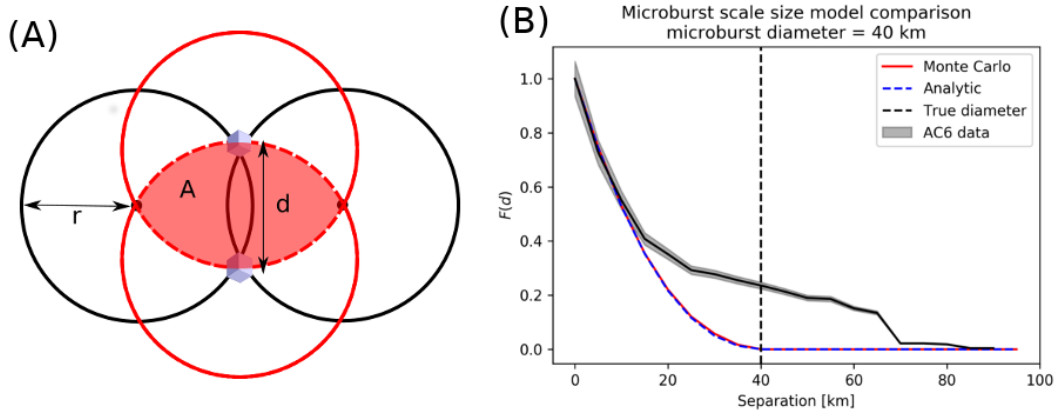 (A)
A
d
r
(B)
Microburst scale size model comparison
microburst diameter = 40 km
Monte Carlo
Analytic
True diameter
AC6 data
F(d)
1.0
0.8
0.6
0.4
0.2
0.0
0 20 40 60 80 100
Separation [km]